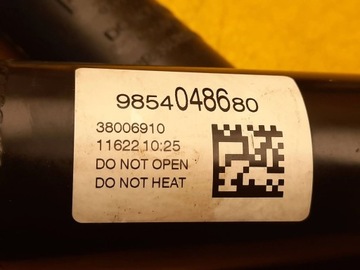 9854048680
38006910
11622 10:25
DO NOT OPEN
DO NOT HEAT